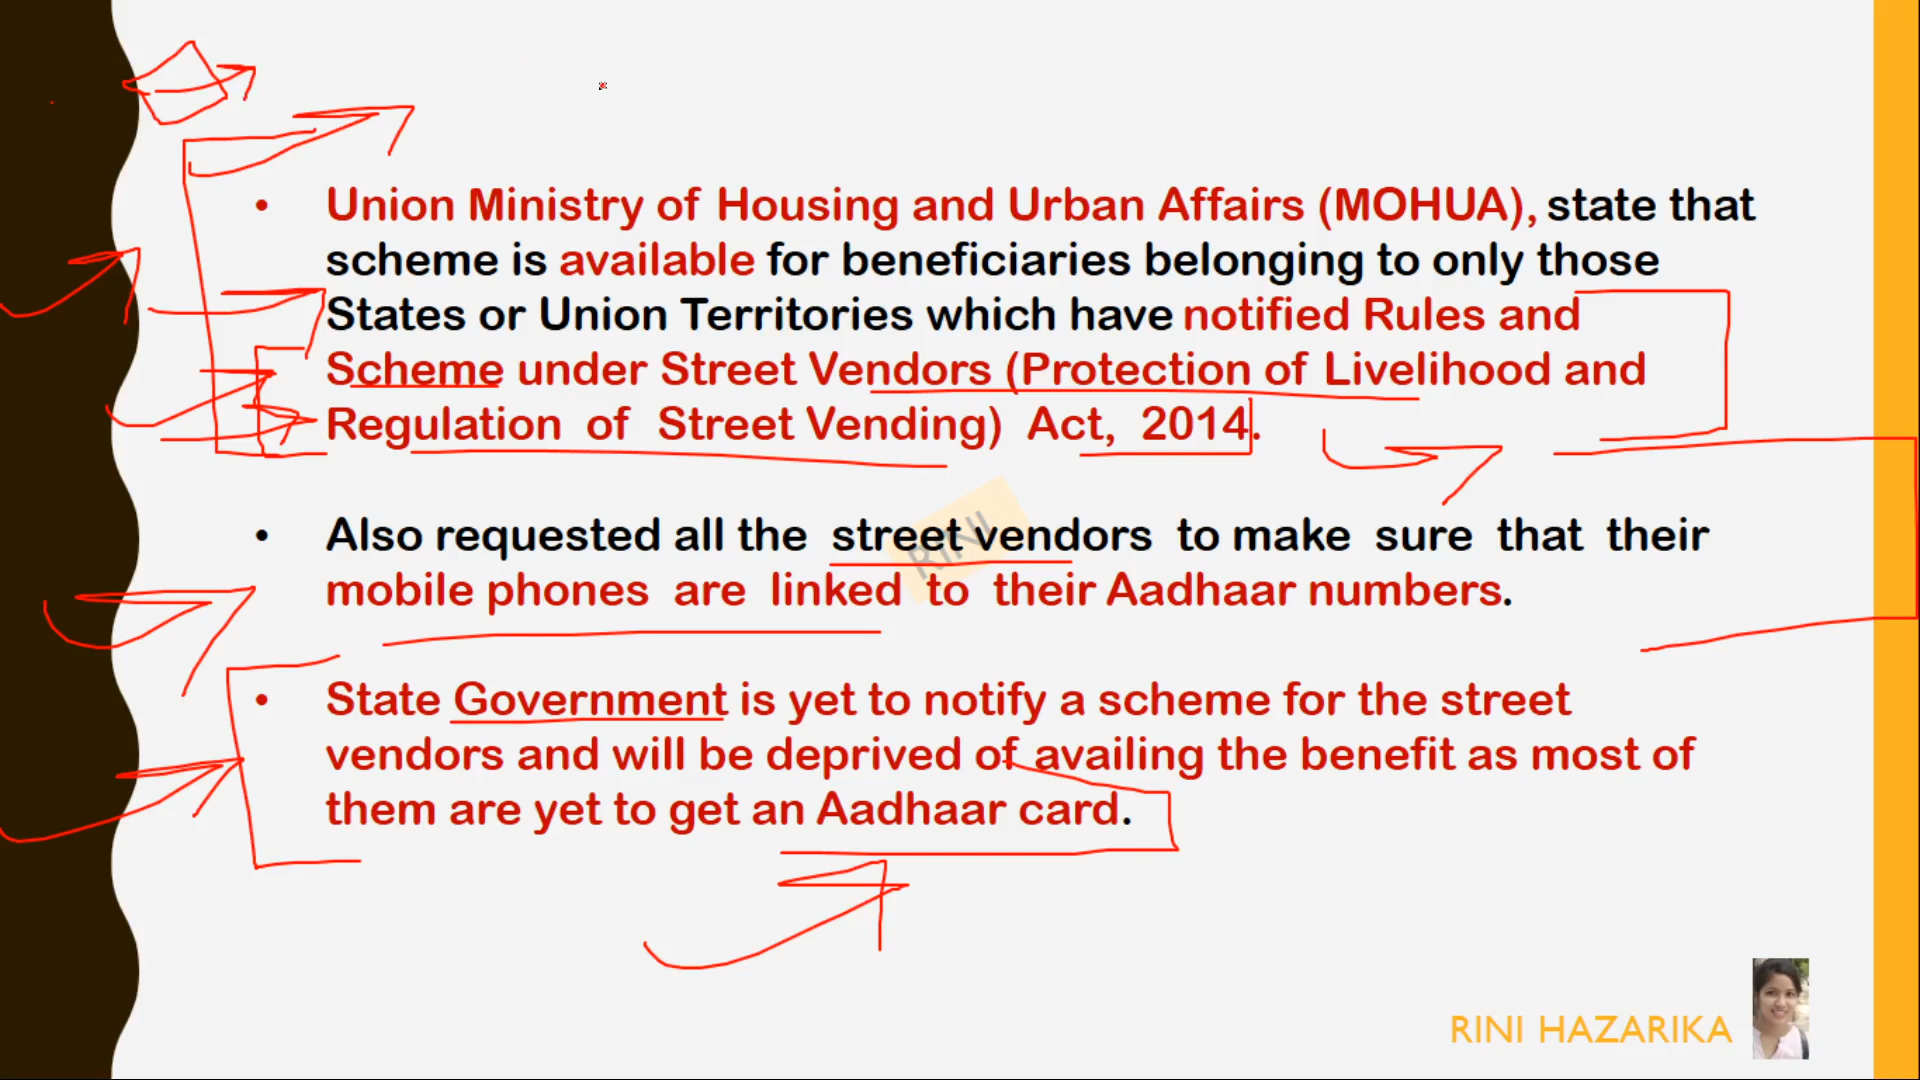 • Union Ministry of Housing and Urban Affairs (MOHUA), state that
scheme is available for beneficiaries belonging to only those
States or Union Territories which have notified Rules and
Scheme under Street Vendors (Protection of Livelihood and
Regulation of Street Vending) Act, 2014.
• Also requested all the street vendors to make sure that their
mobile phones are linked to their Aadhaar numbers.
RINI
• State Government is yet to notify a scheme for the street
vendors and will be deprived of availing the benefit as most of
them are yet to get an Aadhaar card.
RINI HAZARIKA